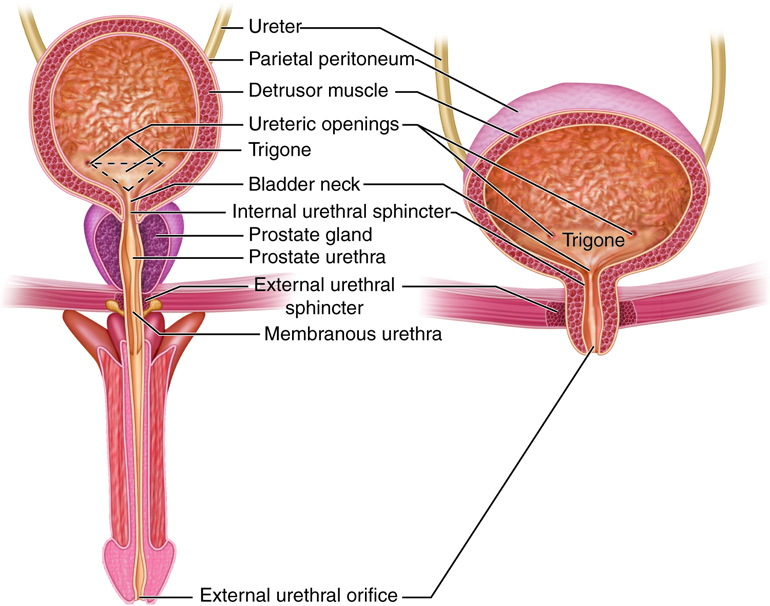 Ureter
Parietal peritoneum
Detrusor muscle
Ureteric openings
Trigone
Bladder neck
Internal urethral sphincter
Prostate gland
Prostate urethra
External urethral
sphincter
Membranous urethra
External urethral orifice
Trigone